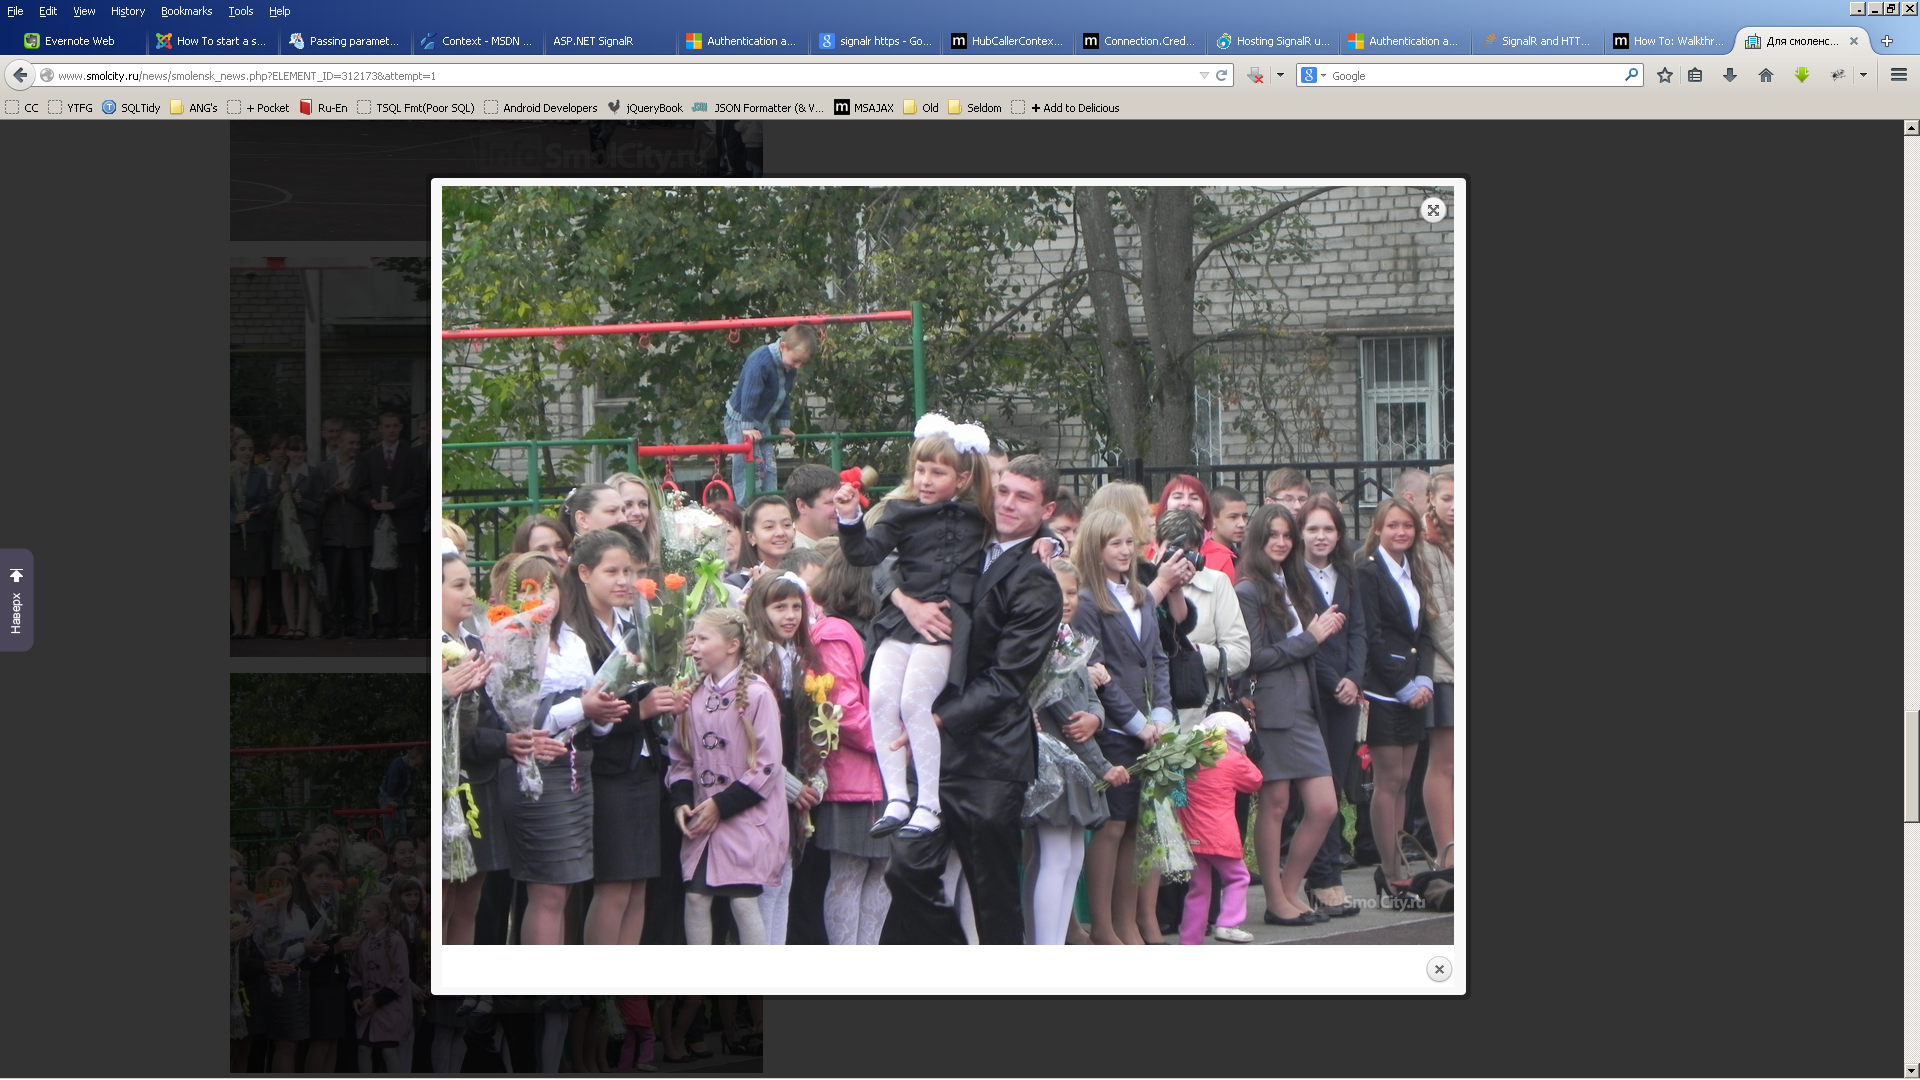 File Edit View History Bookmarks Tools Help
Evernote Web How To start a s... Passing paramet... Context - MSDN ... ASP.NET SignalR Authentication a... signalr https - Go... HubCallerContex... Connection.Cred... Hosting SignalR u... Authentication a... SignalR and HTT... How To: Walkthr... Для смоленс...
www.smolcity.ru/news/smolensk_news.php?ELEMENT_ID=312173&attempt=1 Google
CC YTFG SQLTidy ANG's + Pocket Ru-En TSQL Fmt(Poor SQL) Android Developers jQueryBook JSON Formatter (& V... MSAJAX Old Seldom + Add to Delicious
SmolCity.ru
Наверх
SmolCity.ru